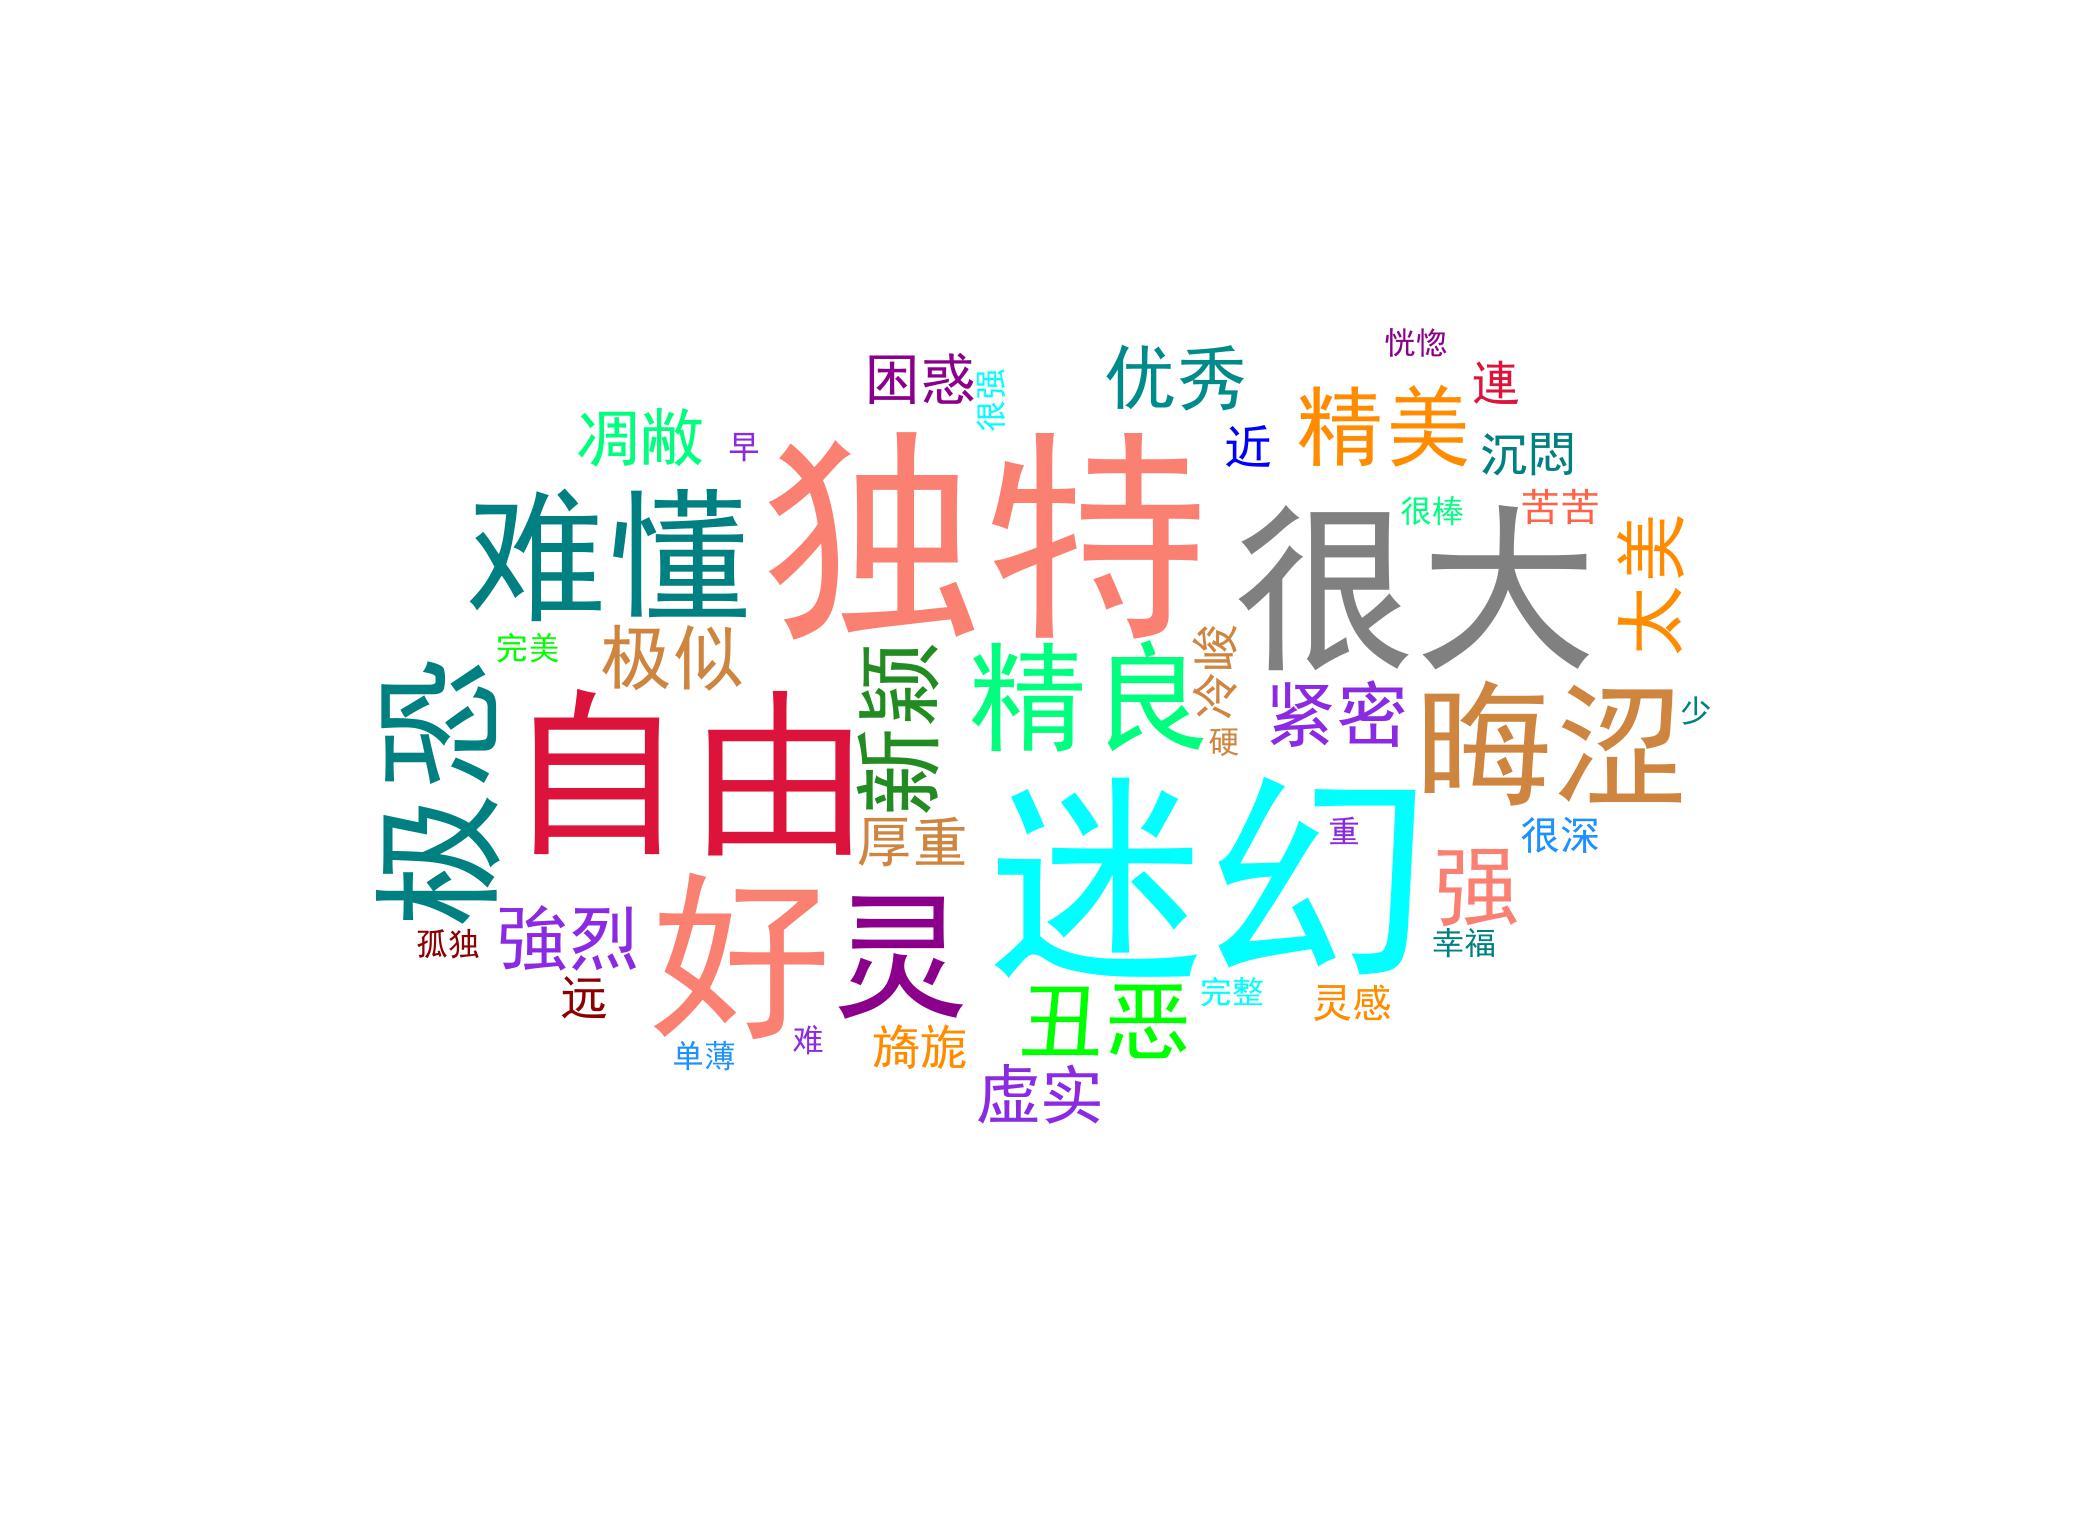 恍惚
困惑
优秀
很强
連
精美
凋敝
早
近
沉悶
独特
难懂
很大
很棒
苦苦
太美
完美
极似
新颖
精良
冷峻
硬
紧密
晦涩
少
极恐
自由
厚重
迷幻
重
很深
强
好
灵
強烈
孤独
幸福
远
完整
灵感
丑恶
难
旖旎
单薄
虚实